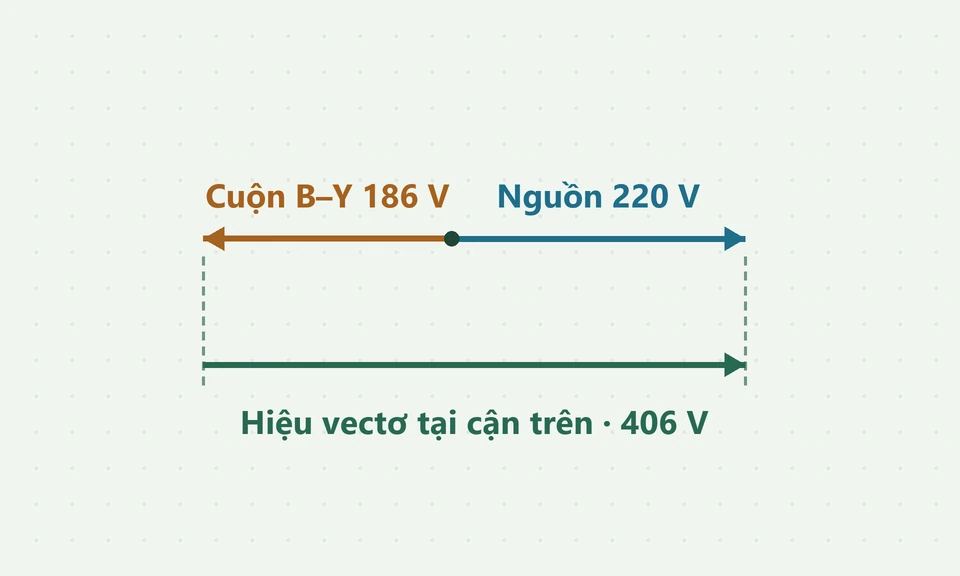 Cuộn B–Y 186 V
Nguồn 220 V
Hiệu vectơ tại cận trên · 406 V